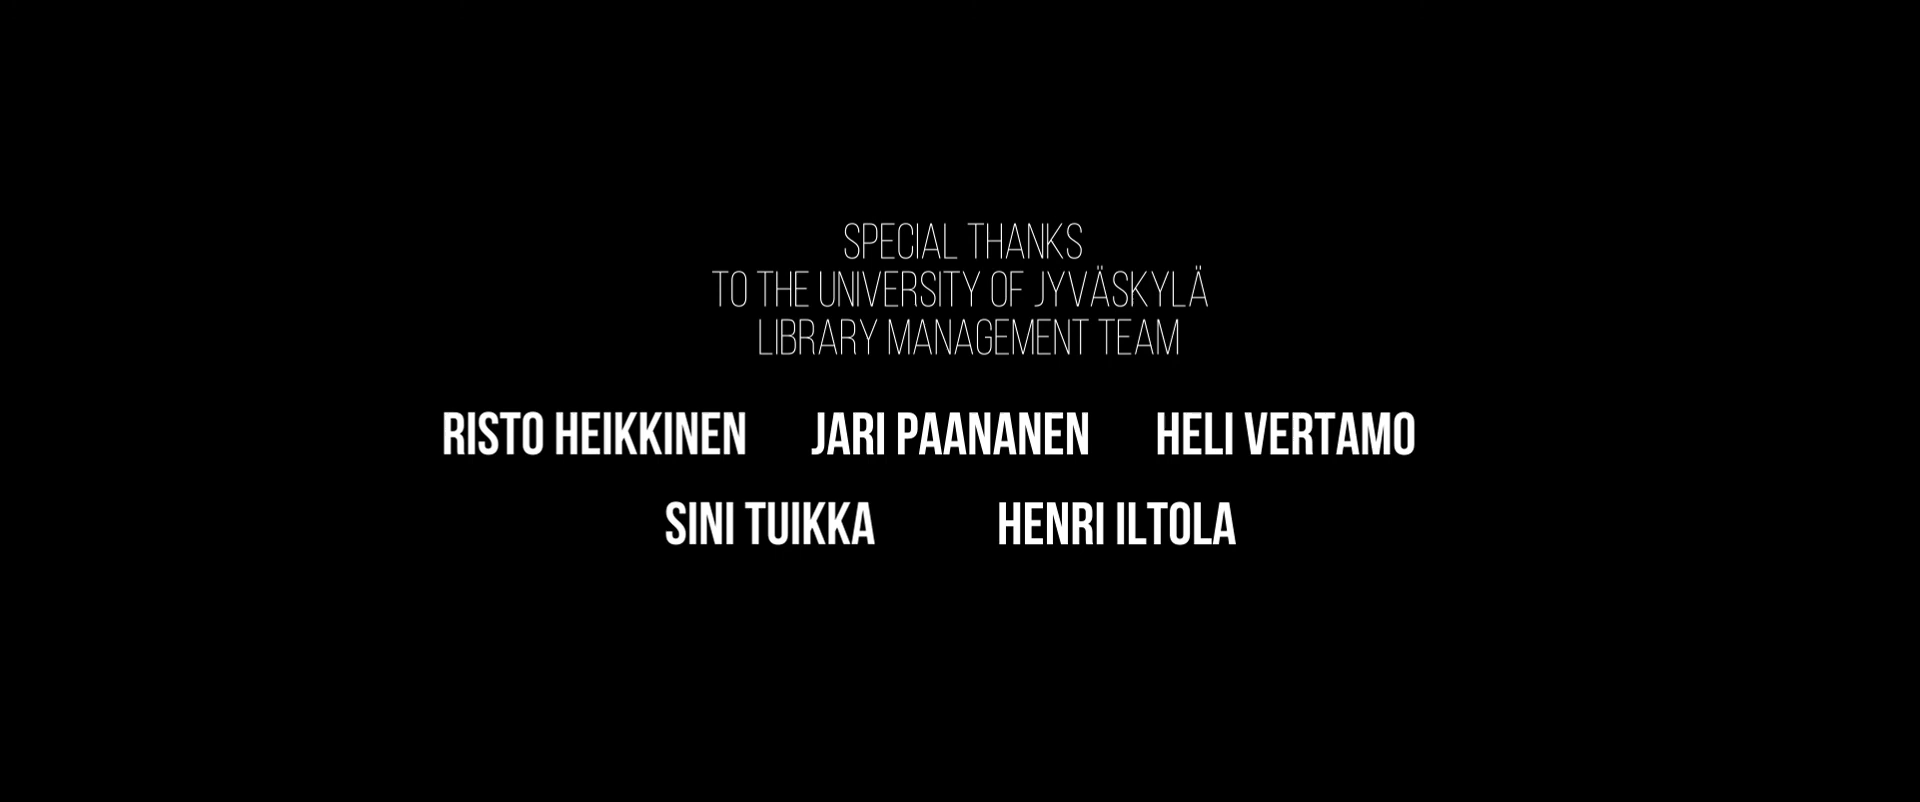 SPECIAL THANKS
TO THE UNIVERSITY OF JYVÄSKYLÄ
LIBRARY MANAGEMENT TEAM
RISTO HEIKKINEN JARI PAANANEN HELI VERTAMO
SINI TUIKKA HENRI ILTOLA